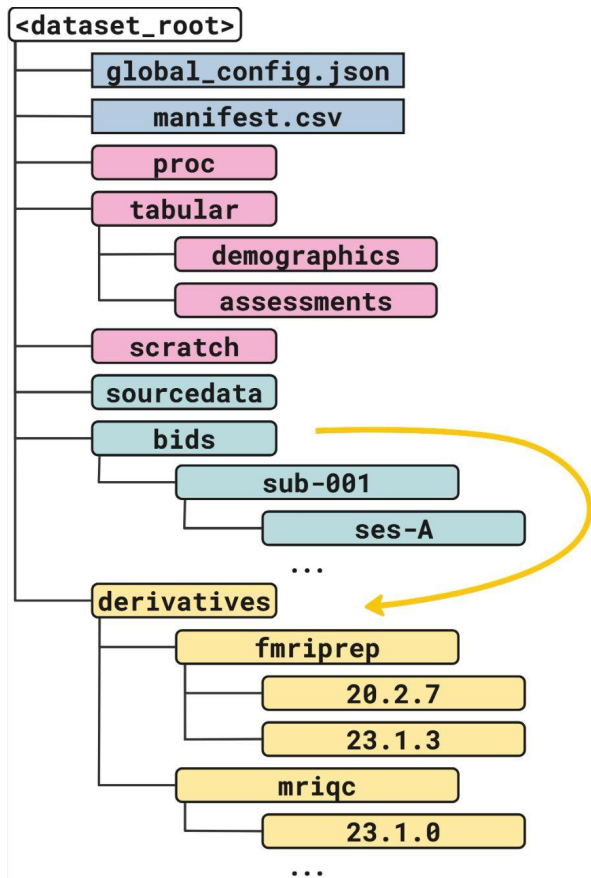 <dataset_root>
global_config.json
manifest.csv
proc
tabular
demographics
assessments
scratch
sourcedata
bids
sub-001
ses-A
...
derivatives
fmriprep
20.2.7
23.1.3
mriqc
23.1.0
...